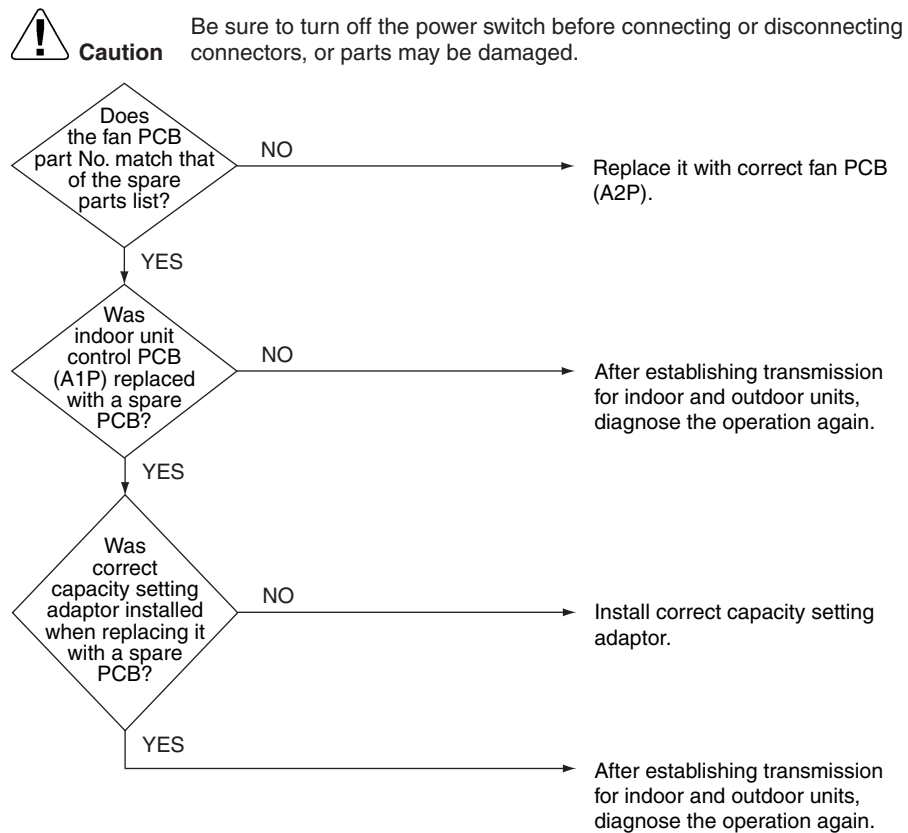 Be sure to turn off the power switch before connecting or disconnecting
Caution connectors, or parts may be damaged.
Does
the fan PCB
part No. match that
of the spare
parts list?
NO
Replace it with correct fan PCB
(A2P).
YES
Was
indoor unit
control PCB
(A1P) replaced
with a spare
PCB?
NO
After establishing transmission
for indoor and outdoor units,
diagnose the operation again.
YES
Was
correct
capacity setting
adaptor installed
when replacing it
with a spare
PCB?
NO
Install correct capacity setting
adaptor.
YES
After establishing transmission
for indoor and outdoor units,
diagnose the operation again.